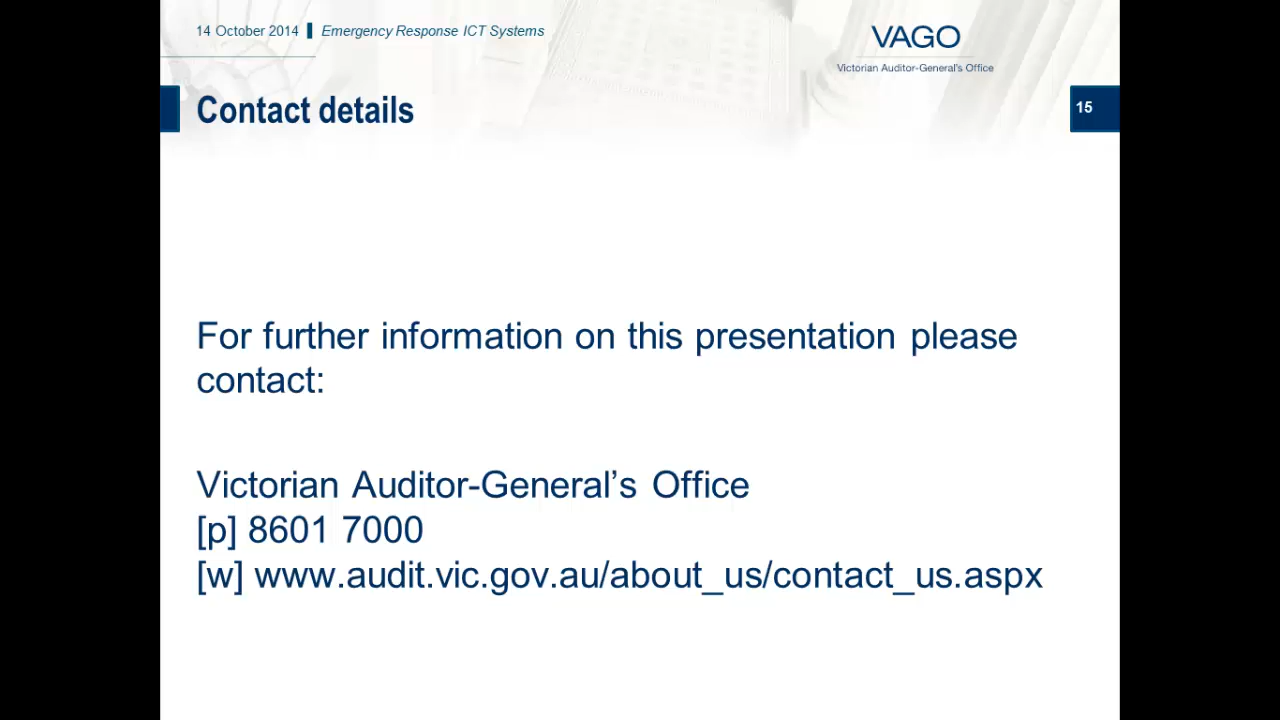 14 October 2014 Emergency Response ICT Systems
VAGO
Victorian Auditor-General's Office
Contact details
15
For further information on this presentation please
contact:
Victorian Auditor-General’s Office
[p] 8601 7000
[w] www.audit.vic.gov.au/about_us/contact_us.aspx